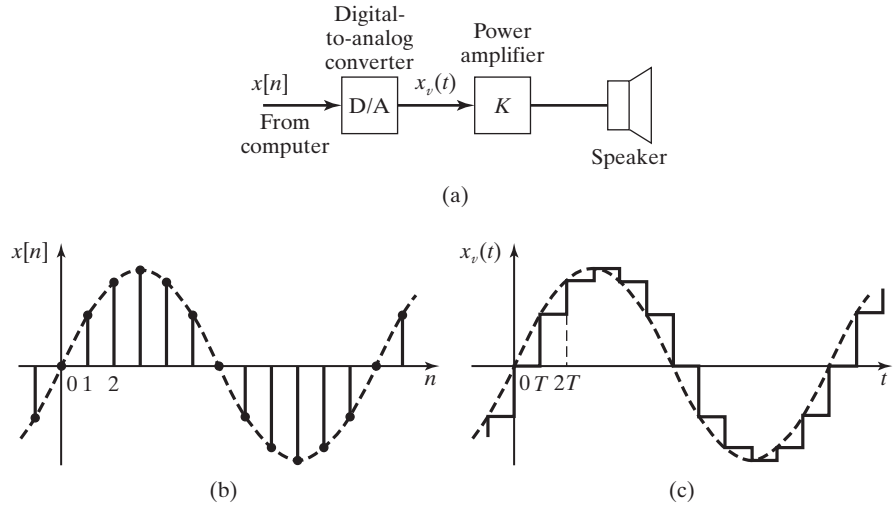 Digital-
to-analog
converter
Power
amplifier
x[n]
x_v(t)
D/A
K
From
computer
Speaker
(a)
x[n]
0 1 2
n
(b)
x_v(t)
0 T 2T
t
(c)